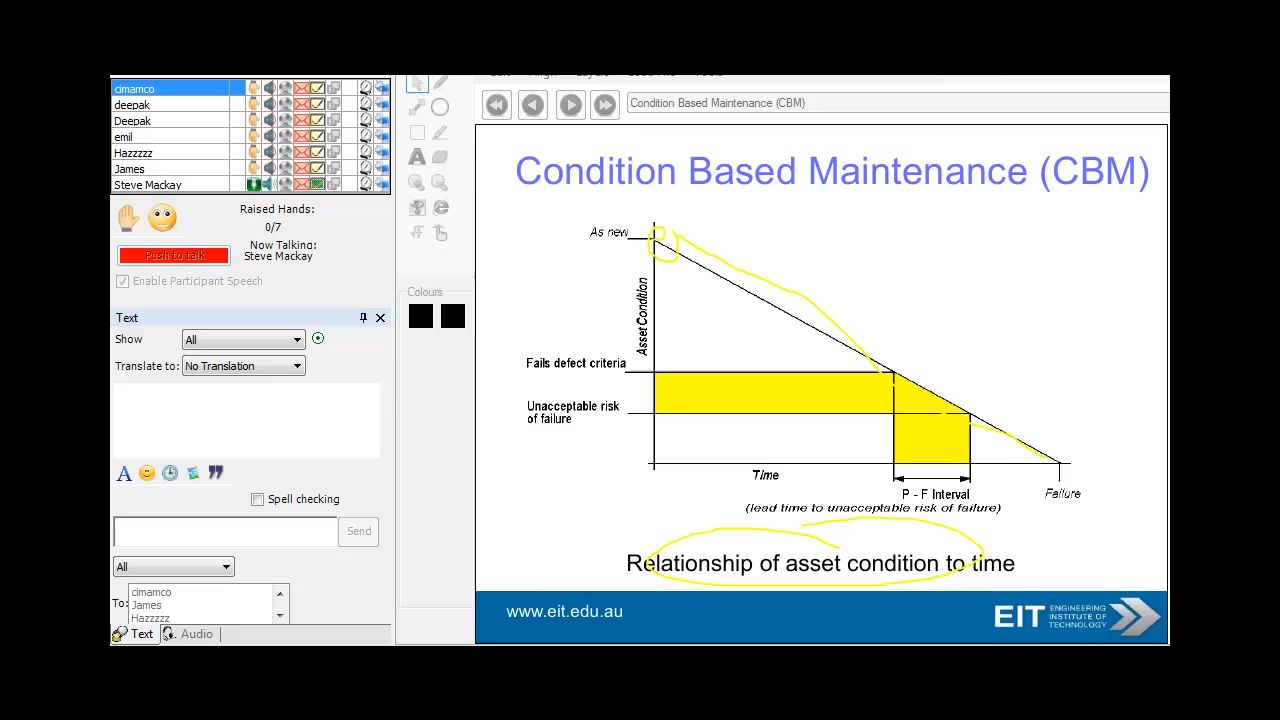 cimamco
deepak
Deepak
emil
Hazzzzz
James
Steve Mackay
Raised Hands:
0/7
Now Talking:
Steve Mackay
Push to talk
Enable Participant Speech
Text
Show
All
Translate to:
No Translation
Spell checking
Send
All
To:
cimamco
James
Hazzzzz
Text
Audio
Colours
Condition Based Maintenance (CBM)
Condition Based Maintenance (CBM)
As new
Asset Condition
Fails defect criteria
Unacceptable risk
of failure
Time
P - F Interval
Failure
(lead time to unacceptable risk of failure)
Relationship of asset condition to time
www.eit.edu.au
EIT
ENGINEERING
INSTITUTE OF
TECHNOLOGY